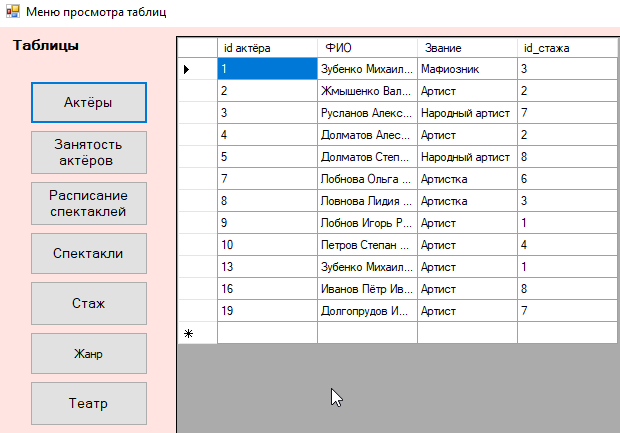 Меню просмотра таблиц
Таблицы
Актёры
Занятость
актёров
Расписание
спектаклей
Спектакли
Стаж
Жанр
Театр
id актёра ФИО Звание id_стажа
1 Зубенко Михаил... Мафиозник 3
2 Жмышенко Вал... Артист 2
3 Русланов Алекс... Народный артист 7
4 Долматов Алес... Артист 2
5 Долматов Степ... Народный артист 8
7 Лобнова Ольга ... Артистка 6
8 Ловнова Лидия ... Артистка 3
9 Лобнов Игорь Р... Артист 1
10 Петров Степан ... Артист 4
13 Зубенко Михаил... Артист 1
16 Иванов Пётр Ив... Артист 8
19 Долгопрудов И... Артист 7